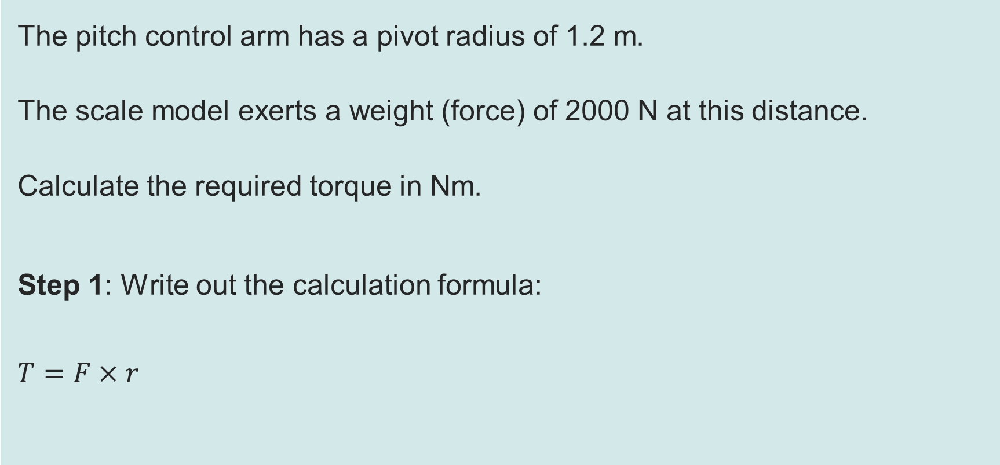 The pitch control arm has a pivot radius of 1.2 m.
The scale model exerts a weight (force) of 2000 N at this distance.
Calculate the required torque in Nm.
Step 1: Write out the calculation formula:
T = F × r